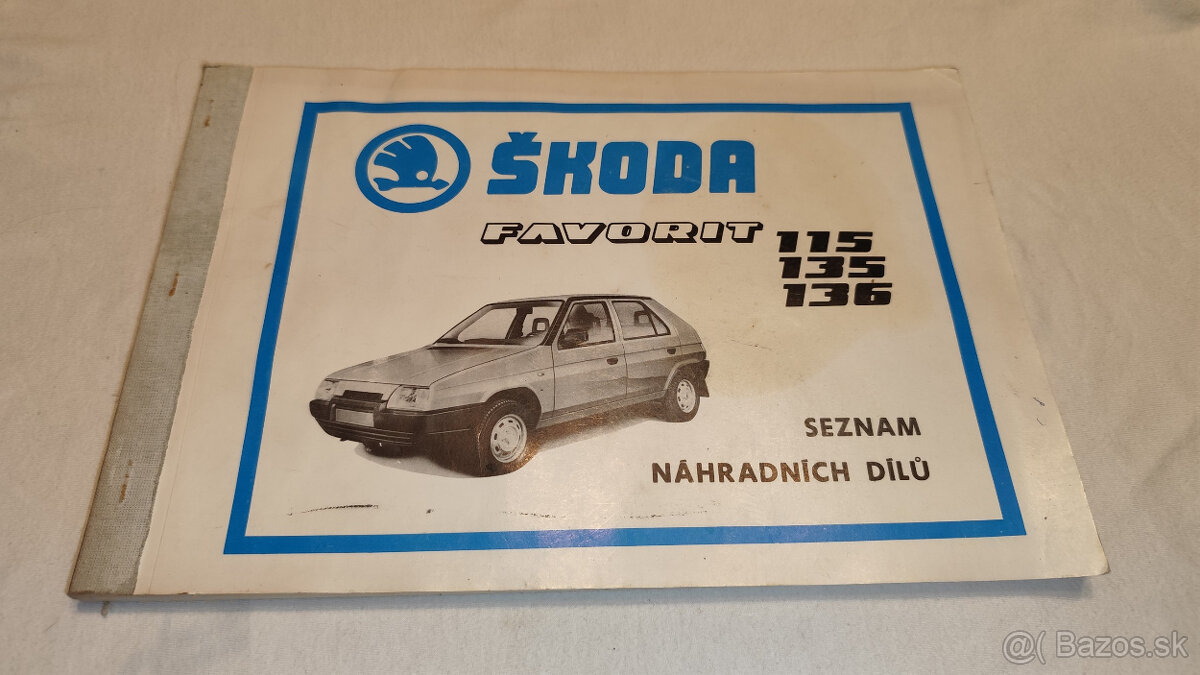 ŠKODA
FAVORIT 115
135
136
SEZNAM
NÁHRADNÍCH DÍLŮ
@( Bazos.sk